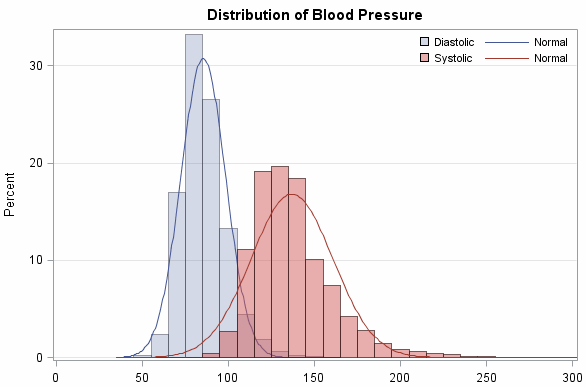 Distribution of Blood Pressure
Diastolic Normal
Systolic Normal
30
20
10
0
Percent
0 50 100 150 200 250 300